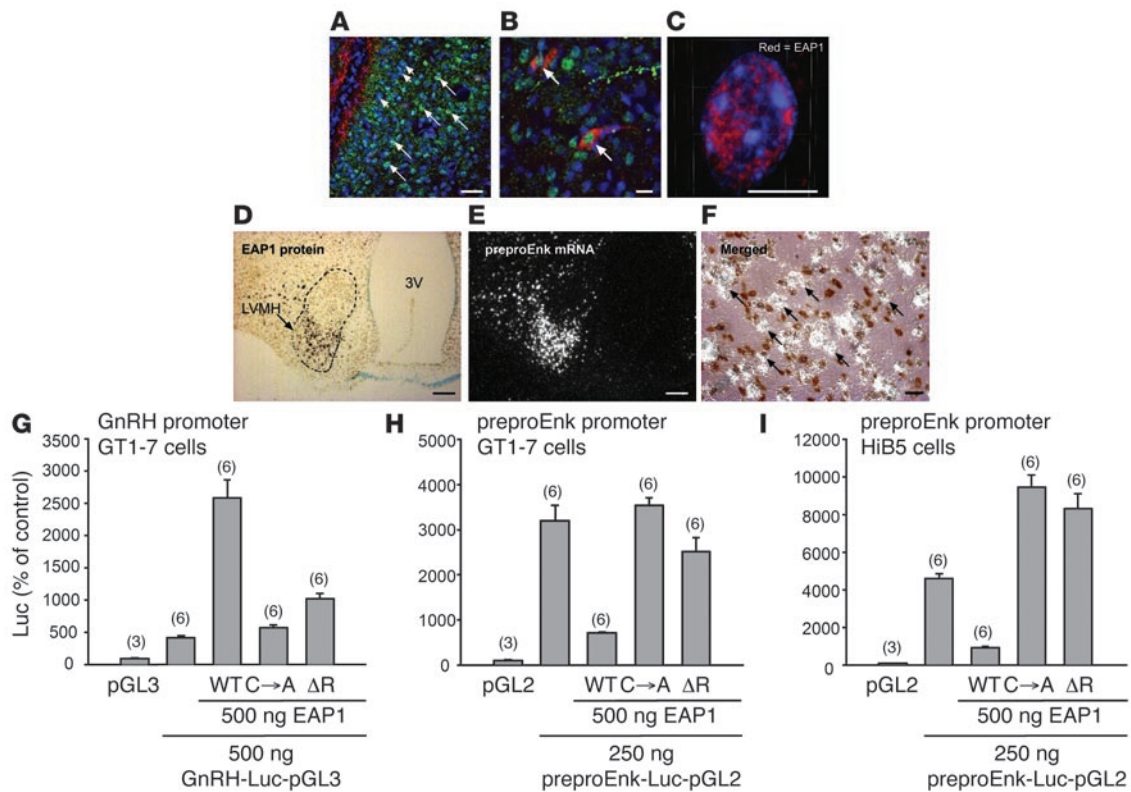 A
B
C
Red = EAP1
D
E
F
EAP1 protein
preproEnk mRNA
Merged
3V
LVMH
G
GnRH promoter
GT1-7 cells
Luc (% of control)
3500
3000
2500
2000
1500
1000
500
0
(3)
(6)
(6)
(6)
(6)
pGL3
WT C→A ΔR
500 ng EAP1
500 ng
GnRH-Luc-pGL3
H
preproEnk promoter
GT1-7 cells
5000
4000
3000
2000
1000
0
(3)
(6)
(6)
(6)
(6)
pGL2
WT C→A ΔR
500 ng EAP1
250 ng
preproEnk-Luc-pGL2
I
preproEnk promoter
HiB5 cells
12000
10000
8000
6000
4000
2000
0
(3)
(6)
(6)
(6)
(6)
pGL2
WT C→A ΔR
500 ng EAP1
250 ng
preproEnk-Luc-pGL2